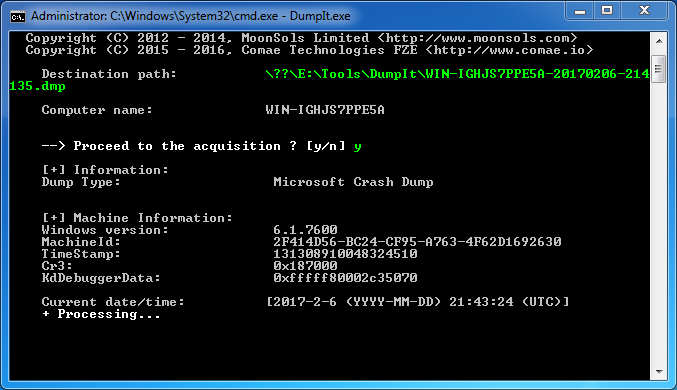 Administrator: C:\Windows\System32\cmd.exe - DumpIt.exe
Copyright (C) 2012 - 2014, MoonSols Limited <http://www.moonsols.com>
Copyright (C) 2015 - 2016, Comae Technologies FZE <http://www.comae.io>
Destination path: \??\E:\Tools\DumpIt\WIN-IGHJS7PPE5A-20170206-214
135.dmp
Computer name: WIN-IGHJS7PPE5A
--> Proceed to the acquisition ? [y/n] y
[+] Information:
Dump Type: Microsoft Crash Dump
[+] Machine Information:
Windows version: 6.1.7600
MachineId: 2F414D56-BC24-CF95-A763-4F62D1692630
TimeStamp: 131308910048324510
Cr3: 0x187000
KdDebuggerData: 0xfffff80002c35070
Current date/time: [2017-2-6 (YYYY-MM-DD) 21:43:24 (UTC)]
+ Processing...